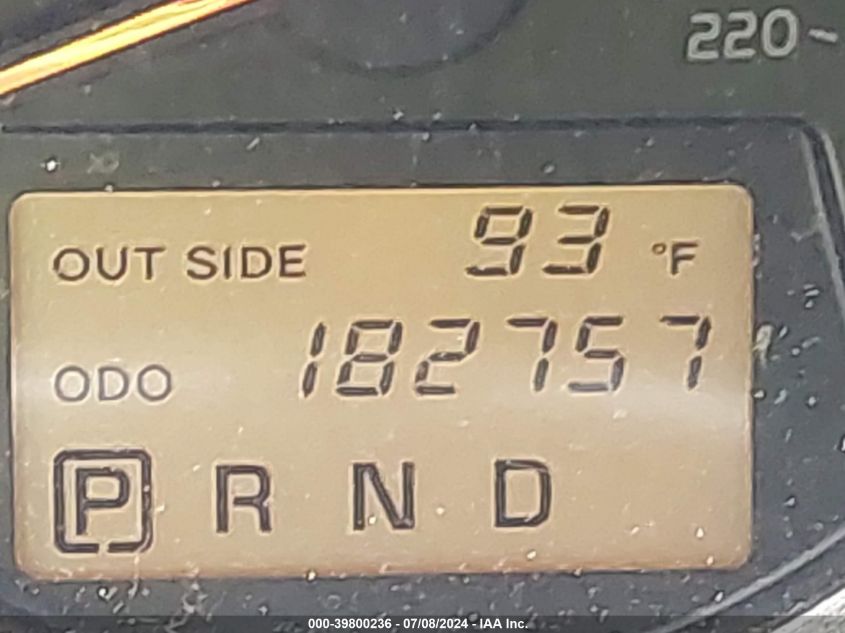 220
OUT SIDE 93 °F
ODO 182757
P R N D
000-39800236 - 07/08/2024 - IAA Inc.